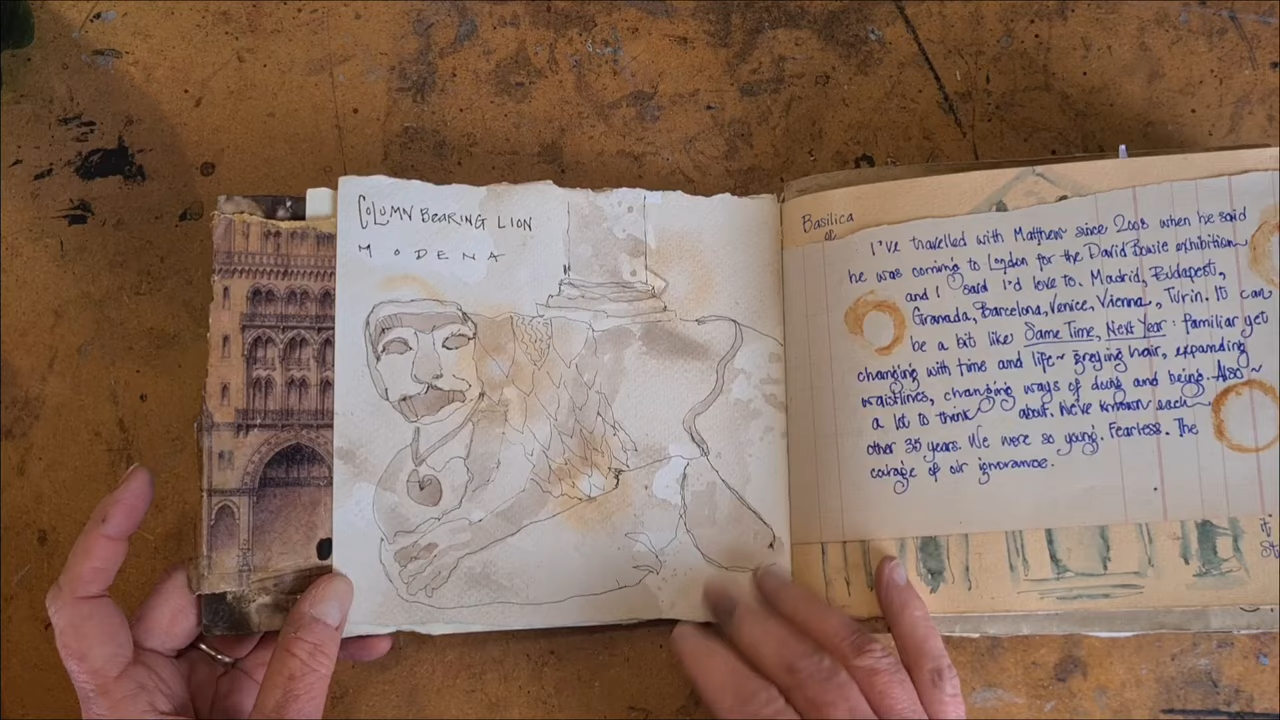 COLUMN BEARING LION
MODENA
Basilica
I've travelled with Matthew since 2008 when he said
he was coming to London for the David Bowie exhibition
and I said I'd love to. Madrid, Budapest,
Granada, Barcelona, Venice, Vienna, Turin. It can
be a bit like Same Time, Next Year: familiar yet
changing with time and life~ greying hair, expanding
waistlines, changing ways of doing and being. Also ~
a lot to think about. We've known each
other 35 years. We were so young. Fearless. The
courage of our ignorance.
it